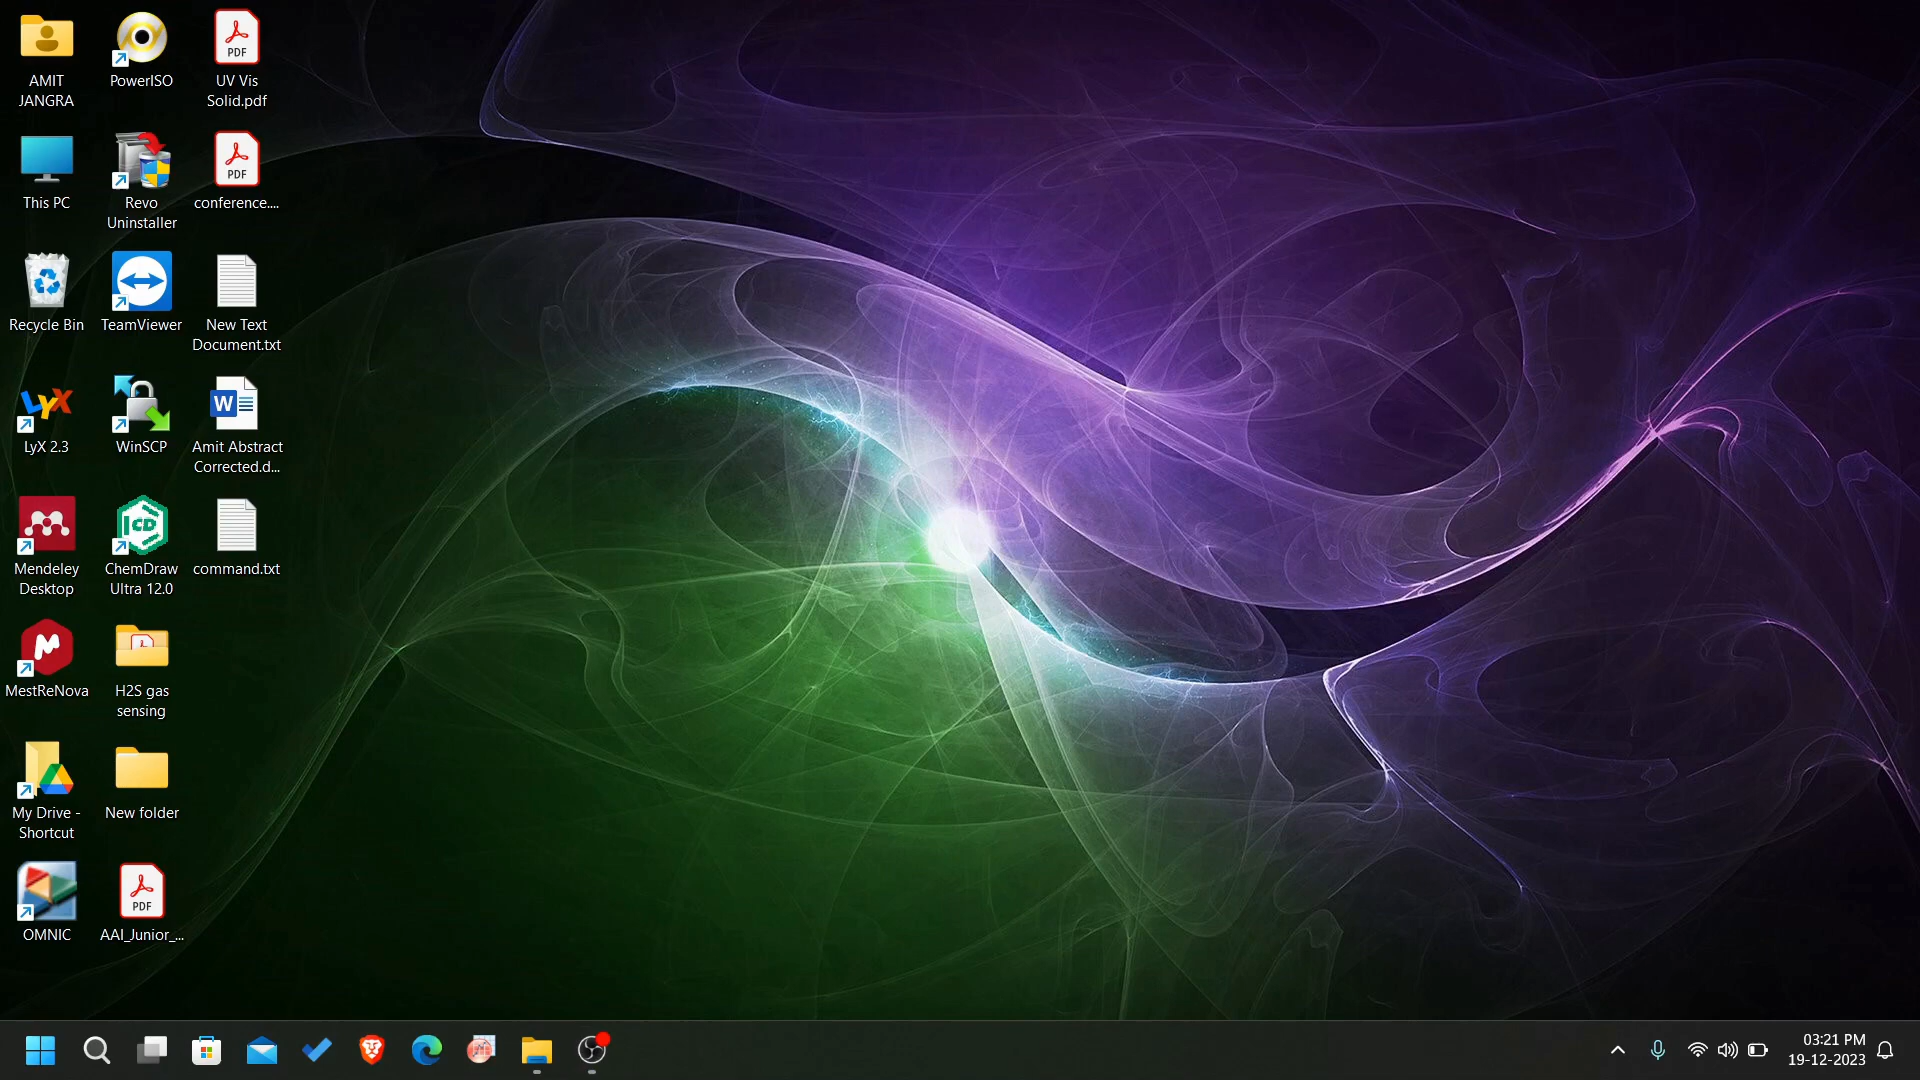 AMIT
JANGRA
This PC
Recycle Bin
LyX 2.3
Mendeley
Desktop
MestReNova
My Drive -
Shortcut
OMNIC
PowerISO
Revo
Uninstaller
TeamViewer
WinSCP
ChemDraw
Ultra 12.0
H2S gas
sensing
New folder
PDF
AAI_Junior_...
PDF
UV Vis
Solid.pdf
PDF
conference....
New Text
Document.txt
Amit Abstract
Corrected.d...
command.txt
03:21 PM
19-12-2023